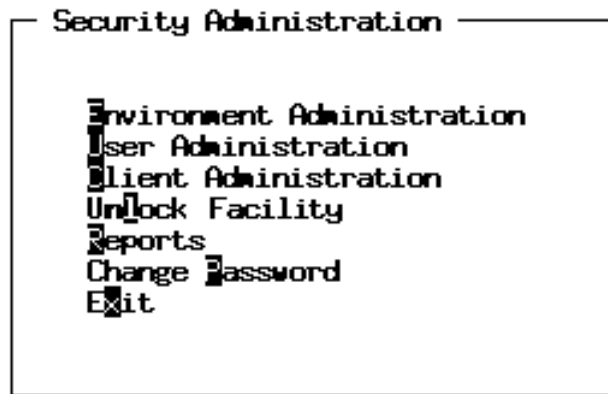 Security Administration
Environment Administration
User Administration
Client Administration
Unlock Facility
Reports
Change Password
Exit